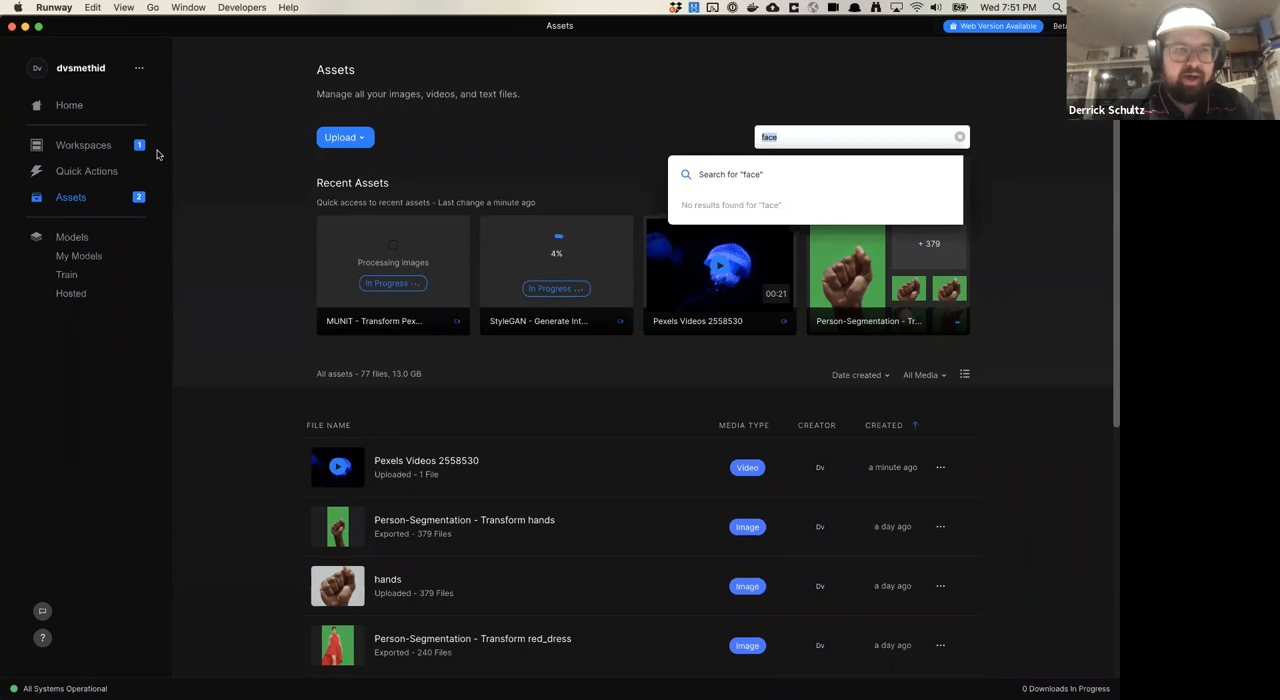 Runway Edit View Go Window Developers Help Wed 7:51 PM
Assets
Web Version Available
Beta
Dv dvsmethid ...
Home
Workspaces 1
Quick Actions
Assets 2
Models
My Models
Train
Hosted
Assets
Manage all your images, videos, and text files.
Upload
face
Search for "face"
No results found for "face"
Recent Assets
Quick access to recent assets - Last change a minute ago
Processing images
In Progress ...
MUNIT - Transform Pex...
4%
In Progress ...
StyleGAN - Generate Int...
00:21
Pexels Videos 2558530
+ 379
Person-Segmentation - Tr...
All assets - 77 files, 13.0 GB
Date created All Media
FILE NAME MEDIA TYPE CREATOR CREATED
Pexels Videos 2558530
Uploaded - 1 File
Video Dv a minute ago ...
Person-Segmentation - Transform hands
Exported - 379 Files
Image Dv a day ago ...
hands
Uploaded - 379 Files
Image Dv a day ago ...
Person-Segmentation - Transform red_dress
Exported - 240 Files
Image Dv a day ago ...
?
All Systems Operational
0 Downloads In Progress
Derrick Schultz